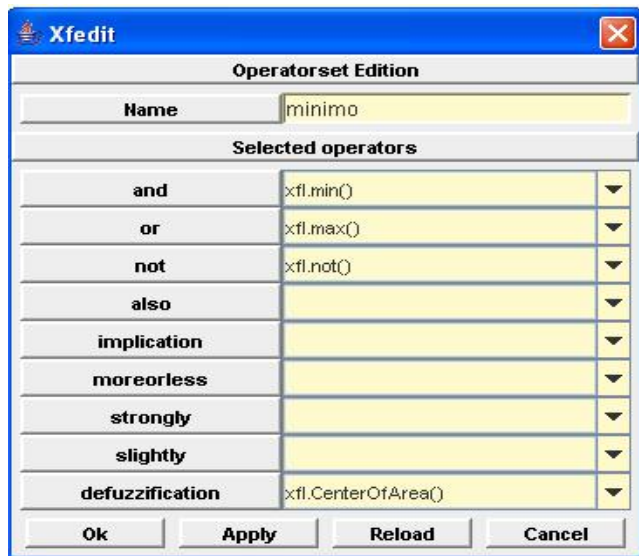 Xfedit
Operatorset Edition
Name minimo
Selected operators
and xfl.min()
or xfl.max()
not xfl.not()
also
implication
moreorless
strongly
slightly
defuzzification xfl.CenterOfArea()
Ok Apply Reload Cancel